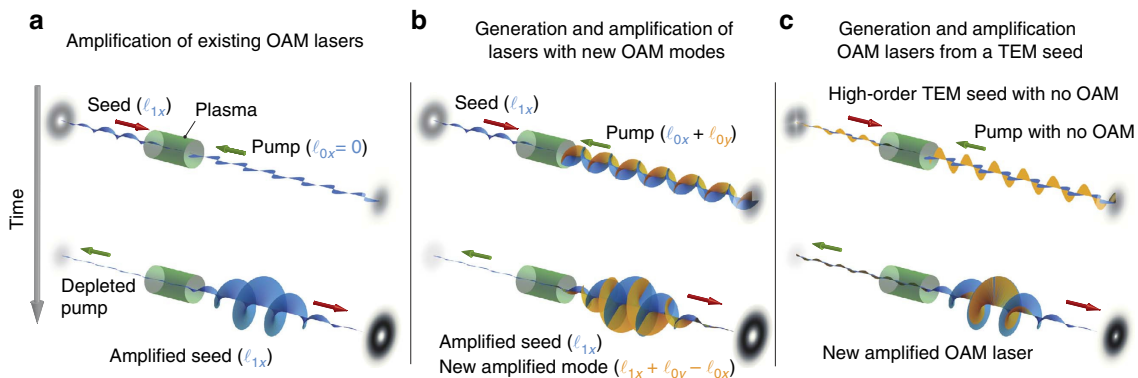 a
Amplification of existing OAM lasers
Seed (ℓ1x)
Plasma
Pump (ℓ0x = 0)
Time
Depleted
pump
Amplified seed (ℓ1x)
b
Generation and amplification of
lasers with new OAM modes
Seed (ℓ1x)
Pump (ℓ0x + ℓ0y)
Amplified seed (ℓ1x)
New amplified mode (ℓ1x + ℓ0y − ℓ0x)
c
Generation and amplification
OAM lasers from a TEM seed
High-order TEM seed with no OAM
Pump with no OAM
New amplified OAM laser